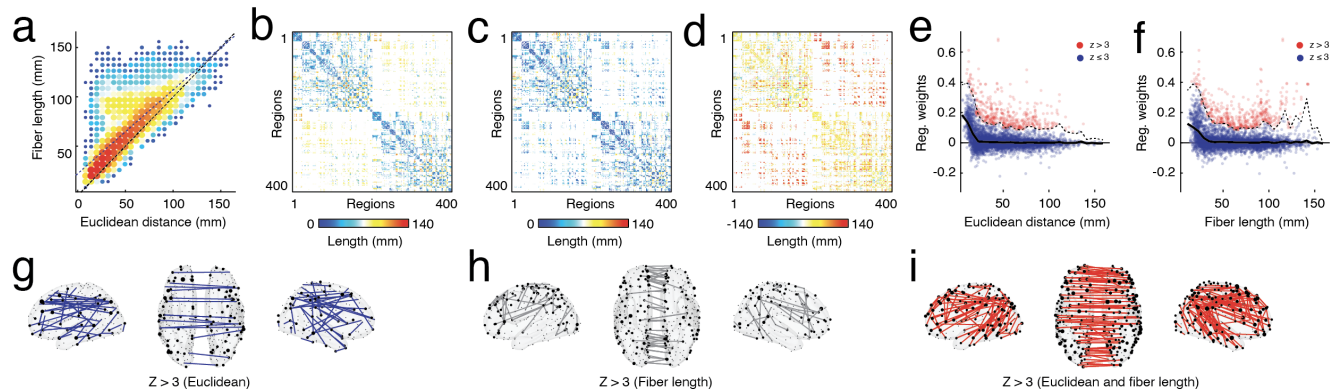 a
Fiber length (mm)
150
100
50
0
50
100
150
Euclidean distance (mm)
b
1
Regions
400
1
400
Regions
0
140
Length (mm)
c
1
Regions
400
1
400
Regions
0
140
Length (mm)
d
1
Regions
400
1
400
Regions
-140
140
Length (mm)
e
z > 3
z ≤ 3
Reg. weights
0.6
0.4
0.2
0
-0.2
50
100
150
Euclidean distance (mm)
f
z > 3
z ≤ 3
Reg. weights
0.6
0.4
0.2
0
-0.2
50
100
150
Fiber length (mm)
g
Z > 3 (Euclidean)
h
Z > 3 (Fiber length)
i
Z > 3 (Euclidean and fiber length)